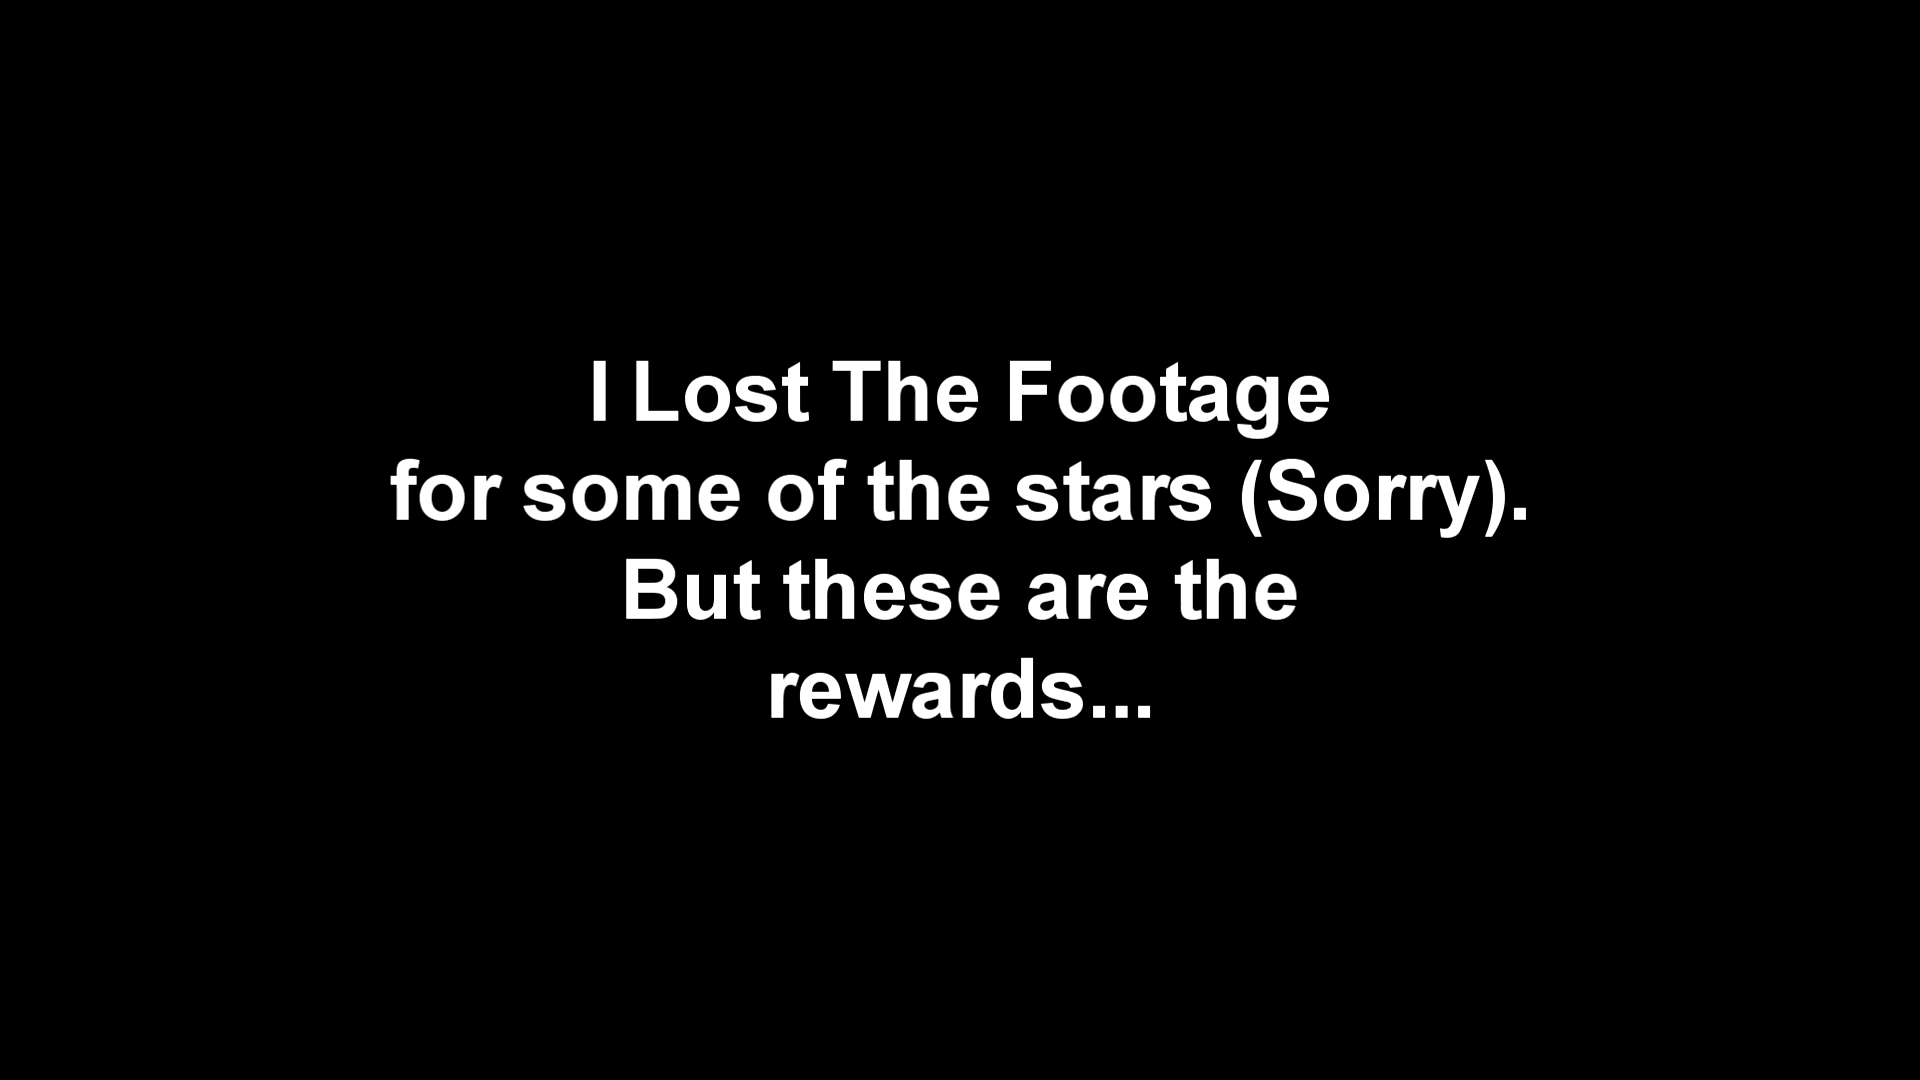 I Lost The Footage
for some of the stars (Sorry).
But these are the
rewards...